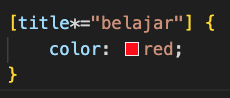 [title*="belajar"] {
    color: red;
}